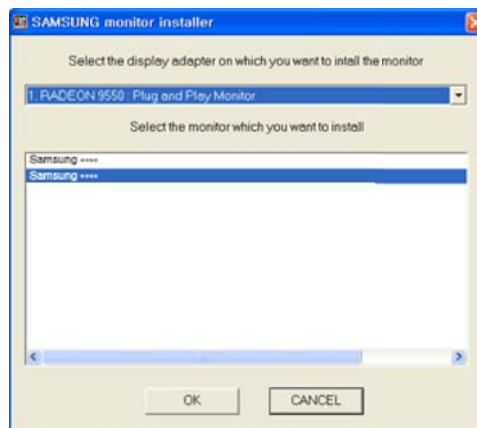 SAMSUNG monitor installer
Select the display adapter on which you want to intall the monitor
1. RADEON 9550 : Plug and Play Monitor
Select the monitor which you want to install
Samsung ****
Samsung ****
OK
CANCEL